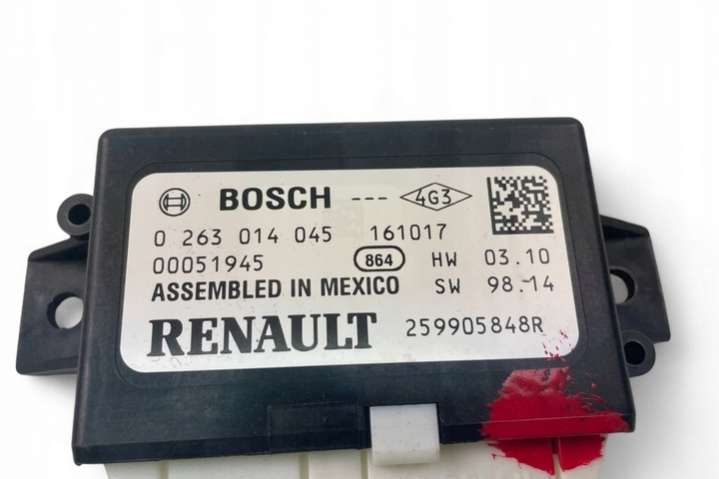 BOSCH --- 4G3
0 263 014 045 161017
00051945 864 HW 03.10
ASSEMBLED IN MEXICO SW 98.14
RENAULT 259905848R